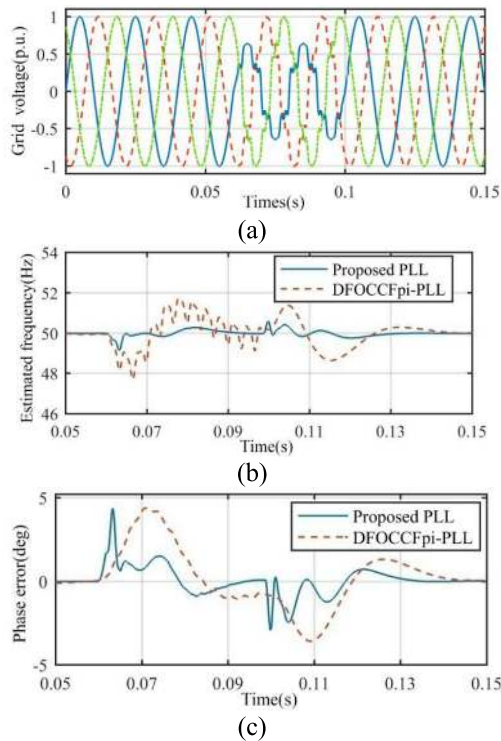 Grid voltage(p.u.)
1
0.5
0
-0.5
-1
0 0.05 0.1 0.15
Times(s)
(a)
Estimated frequency(Hz)
54
52
50
48
46
Proposed PLL
DFOCCFpi-PLL
0.05 0.07 0.09 0.11 0.13 0.15
Time(s)
(b)
Phase error(deg)
5
0
-5
Proposed PLL
DFOCCFpi-PLL
0.05 0.07 0.09 0.11 0.13 0.15
Time(s)
(c)